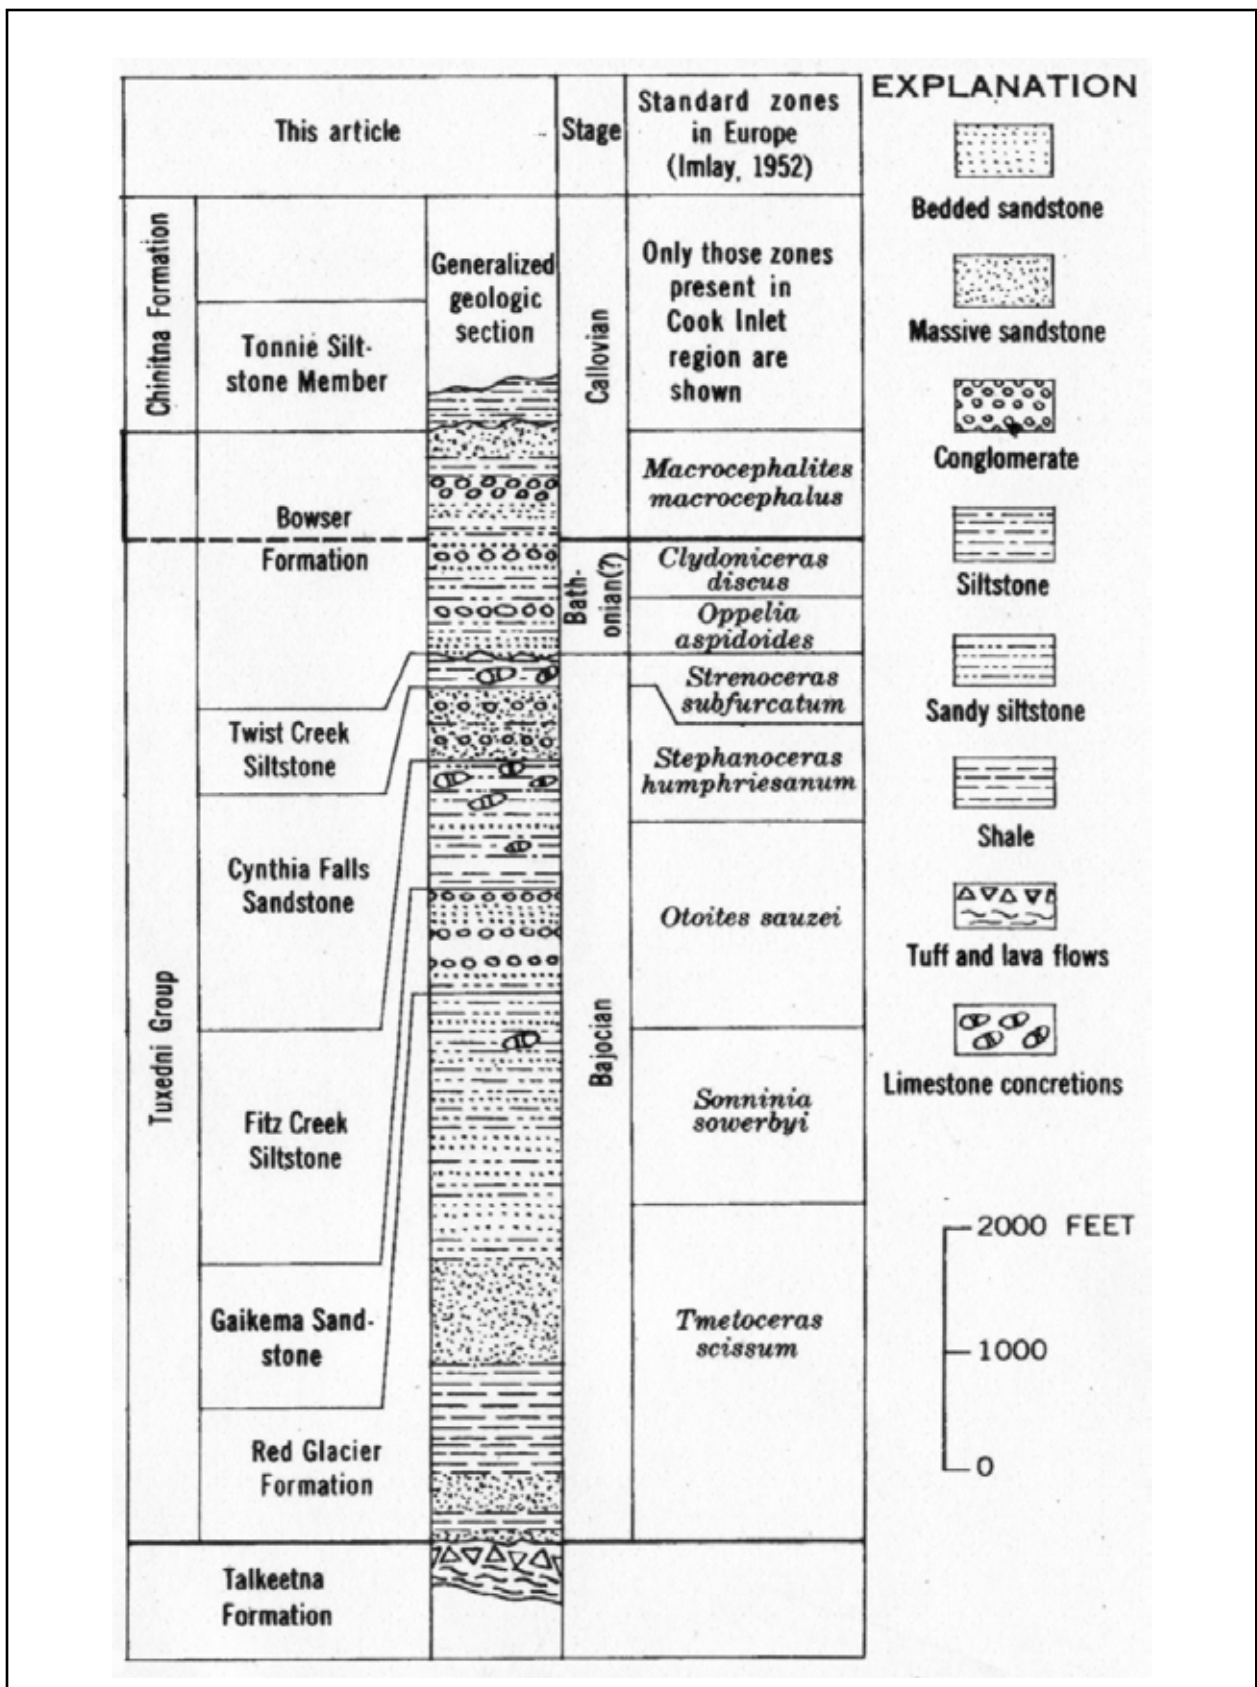 This article
Stage
Standard zones
in Europe
(Imlay, 1952)
Chinitna Formation
Tonnie Silt-
stone Member
Generalized
geologic
section
Callovian
Only those zones
present in
Cook Inlet
region are
shown
Bowser
Formation
Macrocephalites
macrocephalus
Bath-
onian(?)
Clydoniceras
discus
Oppelia
aspidoides
Tuxedni Group
Twist Creek
Siltstone
Cynthia Falls
Sandstone
Fitz Creek
Siltstone
Gaikema Sand-
stone
Red Glacier
Formation
Bajocian
Strenoceras
subfurcatum
Stephanoceras
humphriesanum
Otoites sauzei
Sonninia
sowerbyi
Tmetoceras
scissum
Talkeetna
Formation
EXPLANATION
Bedded sandstone
Massive sandstone
Conglomerate
Siltstone
Sandy siltstone
Shale
Tuff and lava flows
Limestone concretions
2000 FEET
1000
0